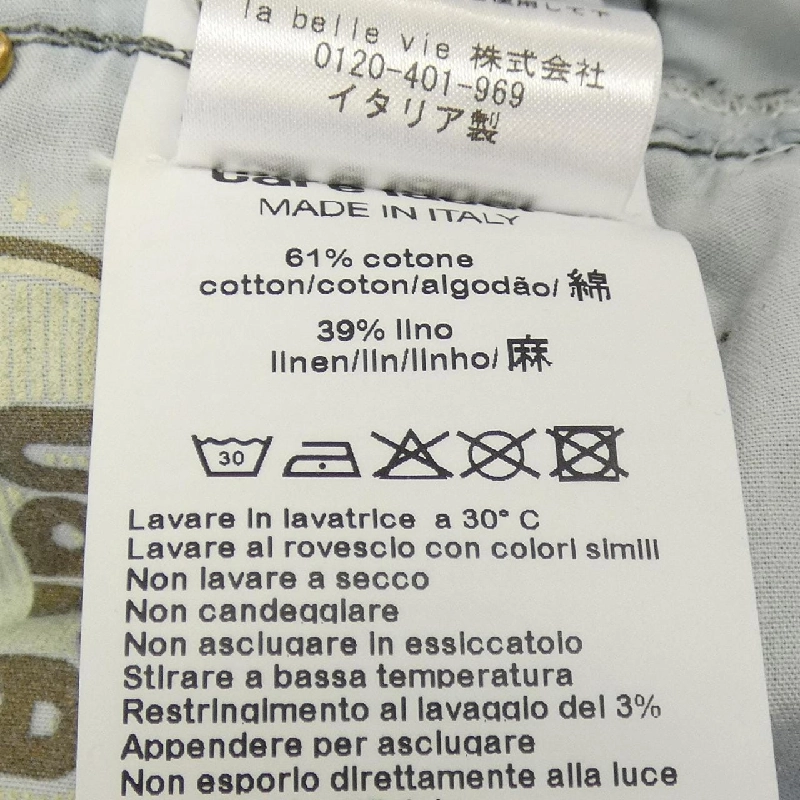 la belle vie 株式会社
0120-401-969
イタリア製
MADE IN ITALY
61% cotone
cotton/coton/algodão/ 綿
39% lino
linen/lin/linho/ 麻
30
Lavare in lavatrice a 30° C
Lavare al rovescio con colori simili
Non lavare a secco
Non candeggiare
Non asciugare in essiccatoio
Stirare a bassa temperatura
Restringimento al lavaggio del 3%
Appendere per asciugare
Non esporlo direttamente alla luce